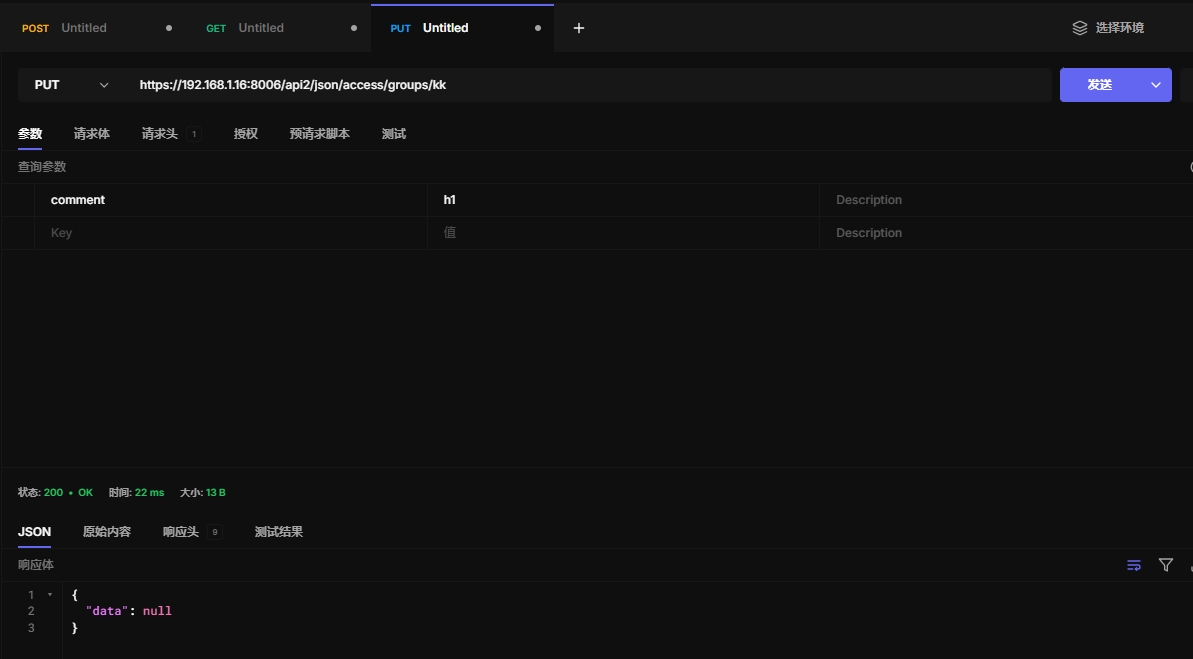 POST Untitled GET Untitled PUT Untitled + 选择环境
PUT https://192.168.1.16:8006/api2/json/access/groups/kk 发送
参数 请求体 请求头 1 授权 预请求脚本 测试
查询参数
comment h1 Description
Key 值 Description
状态: 200 • OK 时间: 22 ms 大小: 13 B
JSON 原始内容 响应头 9 测试结果
响应体
1 {
2 "data": null
3 }